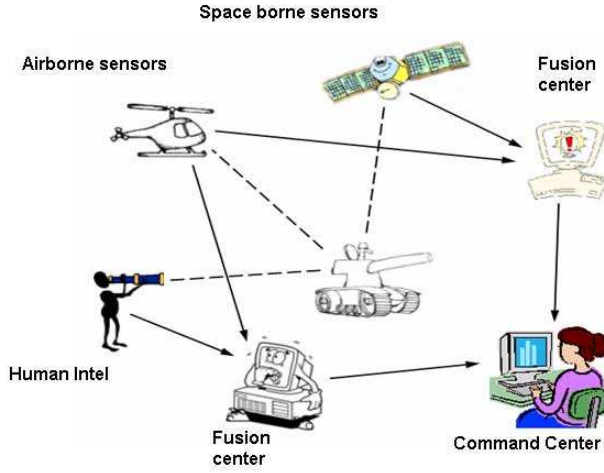 Space borne sensors
Airborne sensors
Fusion
center
Human Intel
Fusion
center
Command Center